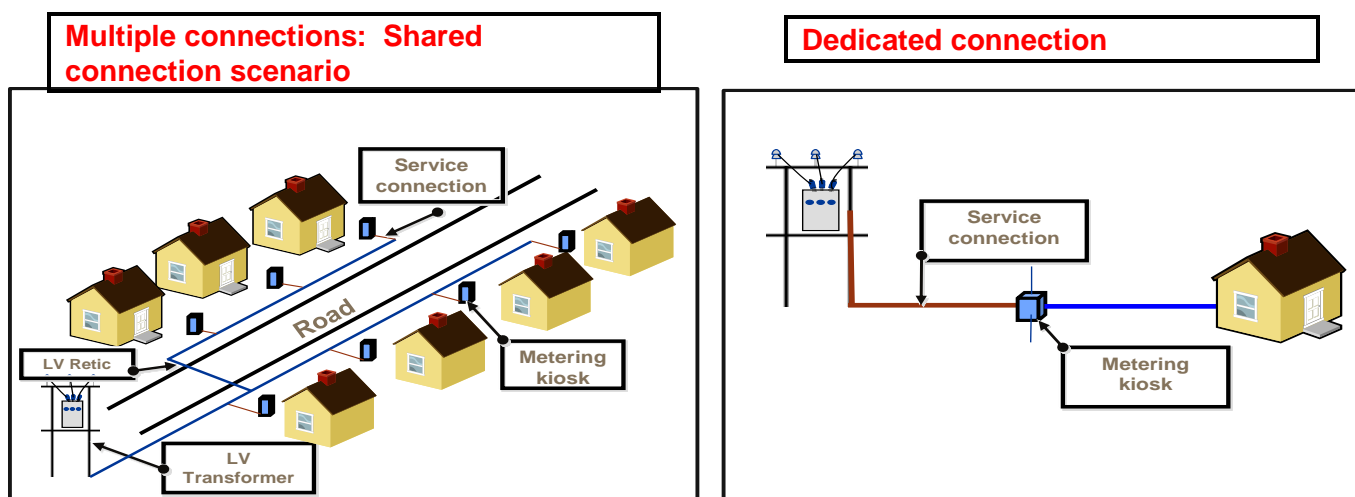 Multiple connections: Shared
connection scenario
Service
connection
Road
LV Retic
Metering
kiosk
LV
Transformer
Dedicated connection
Service
connection
Metering
kiosk